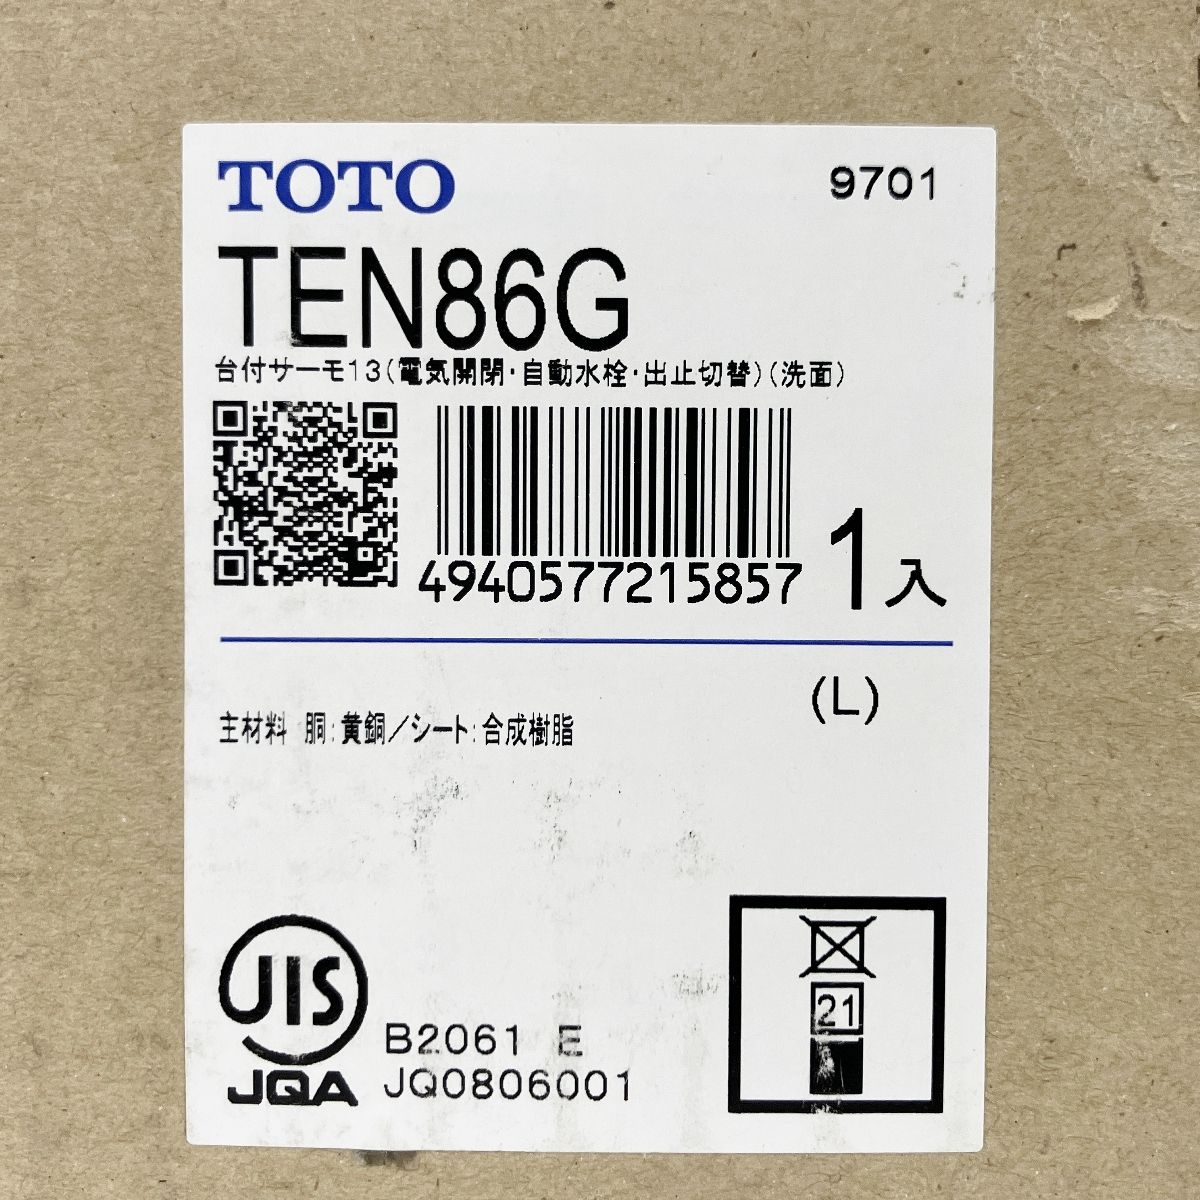 TOTO 9701
TEN86G
台付サーモ13(電気開閉・自動水栓・出止切替)(洗面)
4940577215857 1入
(L)
主材料 胴:黄銅/シート:合成樹脂
JIS
JQA
B2061 E
JQ0806001
21